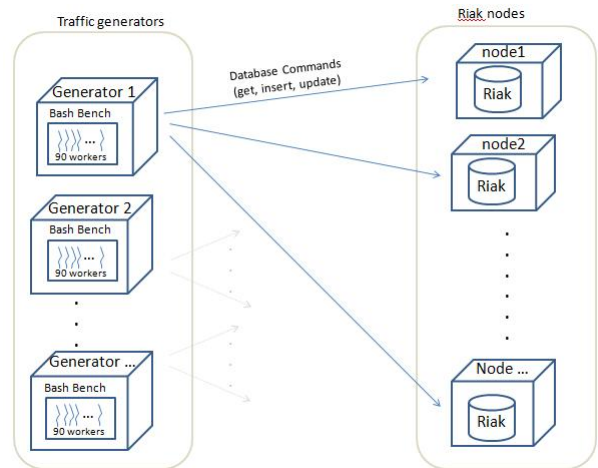 Traffic generators
Riak nodes
Generator 1
Bash Bench
...
90 workers
Database Commands
(get, insert, update)
node1
Riak
node2
Riak
Generator 2
Bash Bench
...
90 workers
Generator ...
Bash Bench
...
90 workers
Node ...
Riak